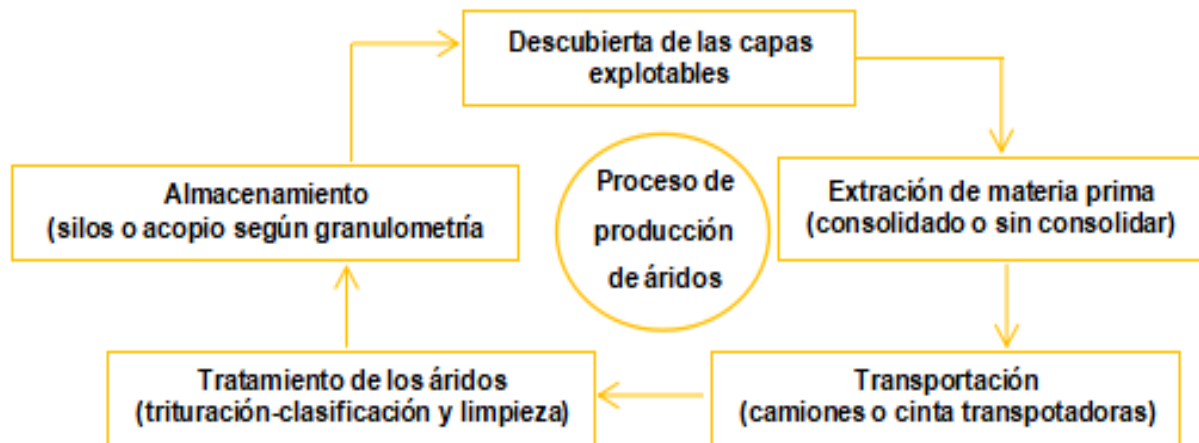 Descubierta de las capas
explotables
Almacenamiento
(silos o acopio según granulometría
Proceso de
producción
de áridos
Extracción de materia prima
(consolidado o sin consolidar)
Tratamiento de los áridos
(trituración-clasificación y limpieza)
Transportación
(camiones o cinta transpotadoras)